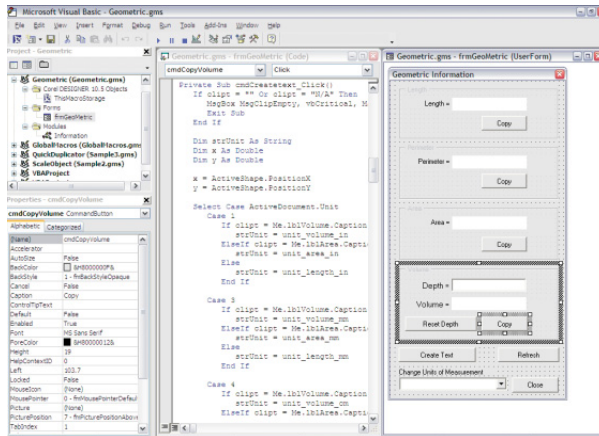 Microsoft Visual Basic - Geometric.gms
File Edit View Insert Format Debug Run Tools Add-Ins Window Help
Project - Geometric
Geometric (Geometric.gms)
Corel DESIGNER 10.5 Objects
ThisMacroStorage
Forms
frmGeoMetric
Modules
Information
GlobalMacros (GlobalMacros.gms
QuickDuplicator (Sample3.gms)
ScaleObject (Sample2.gms)
VBAProject
Properties - cmdCopyVolume
cmdCopyVolume CommandButton
Alphabetic Categorized
(Name) cmdCopyVolume
Accelerator
AutoSize False
BackColor &H8000000F&
BackStyle 1 - fmBackStyleOpaque
Cancel False
Caption Copy
ControlTipText
Default False
Enabled True
Font MS Sans Serif
ForeColor &H80000012&
Height 19
HelpContextID 0
Left 103.7
Locked False
MouseIcon (None)
MousePointer 0 - fmMousePointerDefaul
Picture (None)
PicturePosition 7 - fmPicturePositionAbov
TabIndex 1
Geometric.gms - frmGeoMetric (Code)
cmdCopyVolume Click
Private Sub cmdCreatetext_Click()
If clipt = "" Or clipt = "N/A" Then
MsgBox MsgClipEmpty, vbCritical, M
Exit Sub
End If
Dim strUnit As String
Dim x As Double
Dim y As Double
x = ActiveShape.PositionX
y = ActiveShape.PositionY
Select Case ActiveDocument.Unit
Case 1
If clipt = Me.lblVolume.Caption
strUnit = unit_volume_in
ElseIf clipt = Me.lblArea.Capti
strUnit = unit_area_in
Else
strUnit = unit_length_in
End If
Case 3
If clipt = Me.lblVolume.Caption
strUnit = unit_volume_mm
ElseIf clipt = Me.lblArea.Capti
strUnit = unit_area_mm
Else
strUnit = unit_length_mm
End If
Case 4
If clipt = Me.lblVolume.Caption
strUnit = unit_volume_cm
ElseIf clipt = Me.lblArea.Capti
Geometric.gms - frmGeoMetric (UserForm)
Geometric Information
Length
Length =
Copy
Perimeter =
Copy
Area =
Copy
Volume
Depth =
Volume =
Reset Depth Copy
Create Text Refresh
Change Units of Measurement
Close